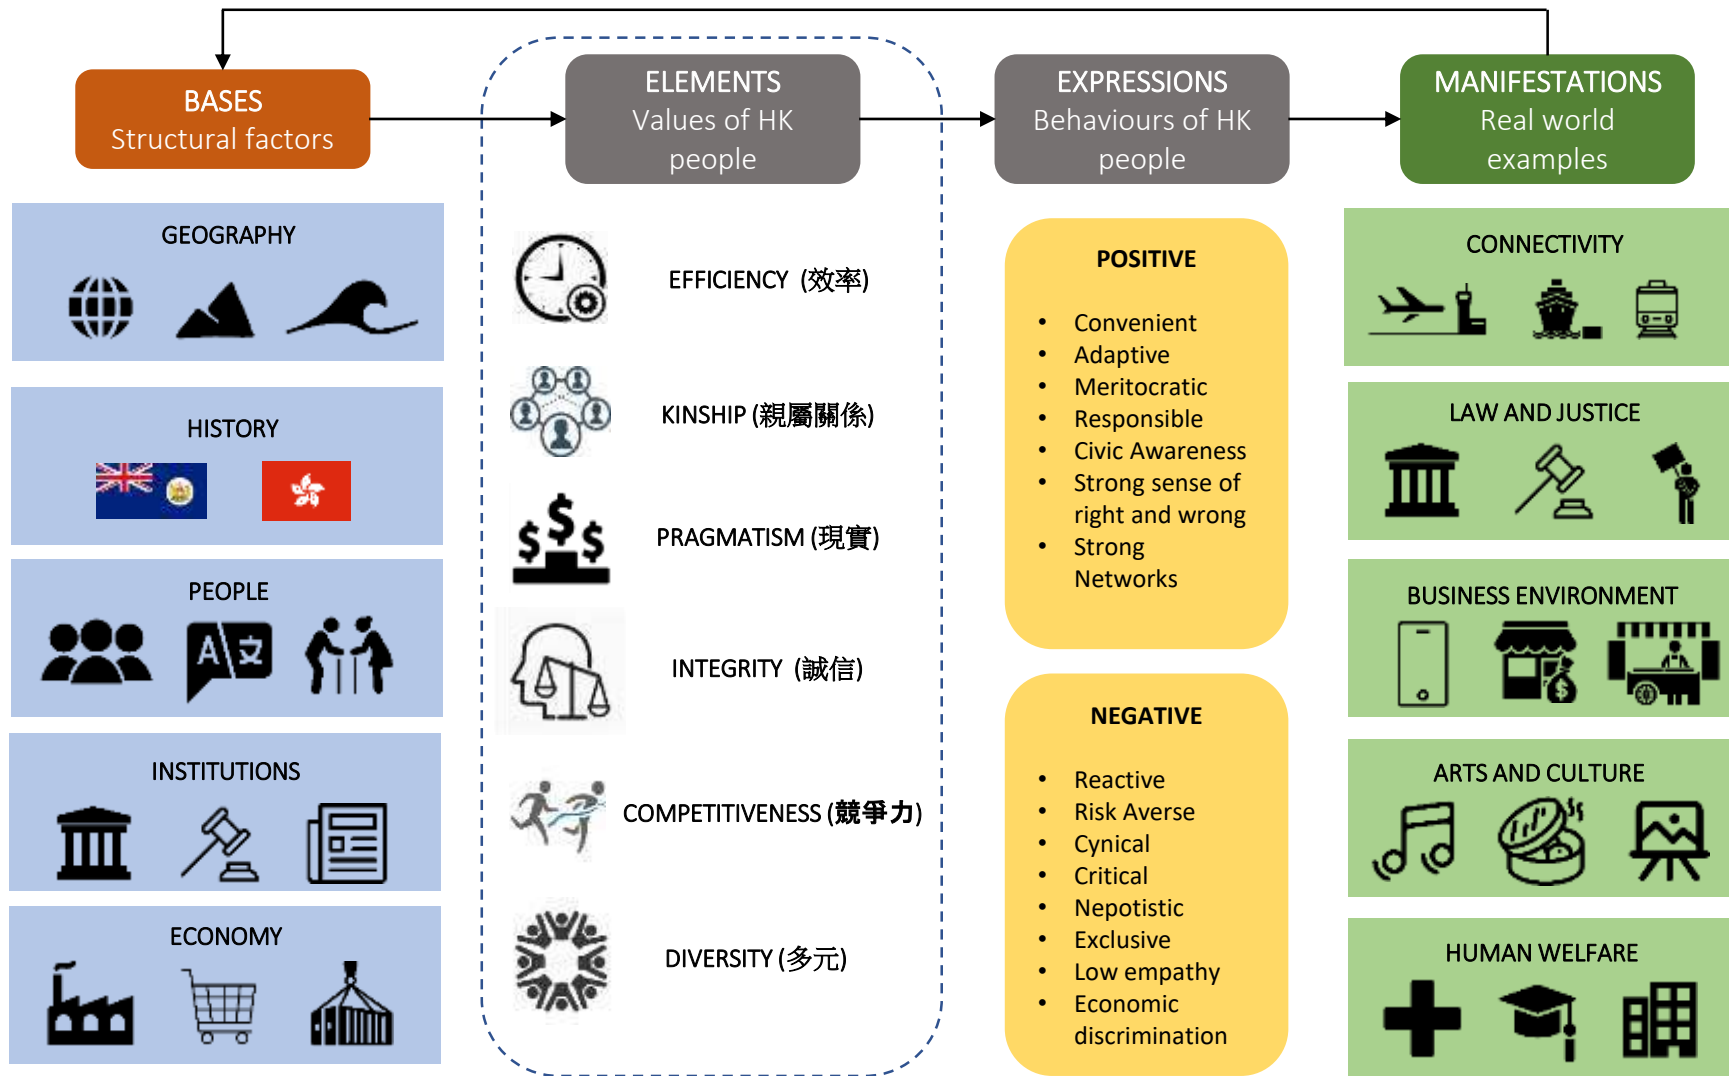 BASES
Structural factors
ELEMENTS
Values of HK
people
EXPRESSIONS
Behaviours of HK
people
MANIFESTATIONS
Real world
examples
GEOGRAPHY
HISTORY
PEOPLE
A 文
INSTITUTIONS
ECONOMY
EFFICIENCY (效率)
KINSHIP (親屬關係)
$ $ $
PRAGMATISM (現實)
INTEGRITY (誠信)
COMPETITIVENESS (競爭力)
DIVERSITY (多元)
POSITIVE
• Convenient
• Adaptive
• Meritocratic
• Responsible
• Civic Awareness
• Strong sense of
right and wrong
• Strong
Networks
NEGATIVE
• Reactive
• Risk Averse
• Cynical
• Critical
• Nepotistic
• Exclusive
• Low empathy
• Economic
discrimination
CONNECTIVITY
LAW AND JUSTICE
BUSINESS ENVIRONMENT
$
ARTS AND CULTURE
HUMAN WELFARE